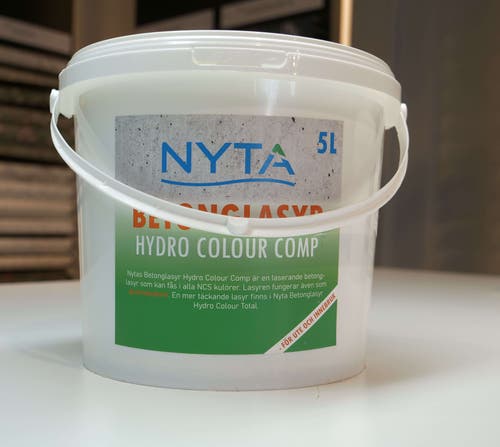 NYTA
5L
BETONGLASYR
HYDRO COLOUR COMP
Nytas Betonglasyr Hydro Colour Comp är en laserande betong-
lasyr som kan fås i alla NCS kulörer. Lasyren fungerar även som
En mer täckande lasyr finns i Nyta Betonglasyr
Hydro Colour Total.
- FÖR UTE OCH INNEBRUK